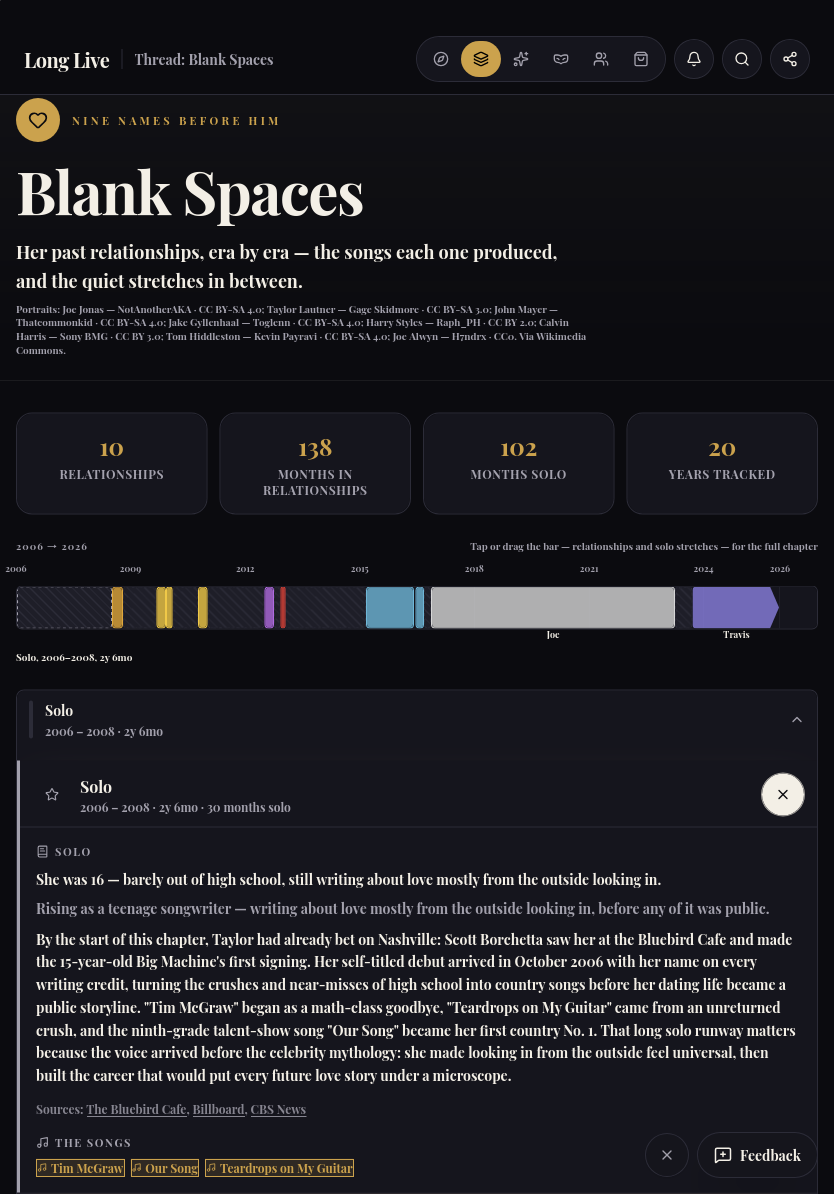 Long Live
Thread: Blank Spaces
NINE NAMES BEFORE HIM
Blank Spaces
Her past relationships, era by era — the songs each one produced,
and the quiet stretches in between.
Portraits: Joe Jonas — NotAnotherAKA · CC BY-SA 4.0; Taylor Lautner — Gage Skidmore · CC BY-SA 3.0; John Mayer —
Thatcommonkid · CC BY-SA 4.0; Jake Gyllenhaal — Toglenn · CC BY-SA 4.0; Harry Styles — Raph_PH · CC BY 2.0; Calvin
Harris — Sony BMG · CC BY 3.0; Tom Hiddleston — Kevin Payravi · CC BY-SA 4.0; Joe Alwyn — H7ndrx · CC0. Via Wikimedia
Commons.
10
RELATIONSHIPS
138
MONTHS IN
RELATIONSHIPS
102
MONTHS SOLO
20
YEARS TRACKED
2006 → 2026
Tap or drag the bar — relationships and solo stretches — for the full chapter
2006 2009 2012 2015 2018 2021 2024 2026
Joe
Travis
Solo, 2006–2008, 2y 6mo
Solo
2006 – 2008 · 2y 6mo
Solo
2006 – 2008 · 2y 6mo · 30 months solo
SOLO
She was 16 — barely out of high school, still writing about love mostly from the outside looking in.
Rising as a teenage songwriter — writing about love mostly from the outside looking in, before any of it was public.
By the start of this chapter, Taylor had already bet on Nashville: Scott Borchetta saw her at the Bluebird Cafe and made
the 15-year-old Big Machine's first signing. Her self-titled debut arrived in October 2006 with her name on every
writing credit, turning the crushes and near-misses of high school into country songs before her dating life became a
public storyline. "Tim McGraw" began as a math-class goodbye, "Teardrops on My Guitar" came from an unreturned
crush, and the ninth-grade talent-show song "Our Song" became her first country No. 1. That long solo runway matters
because the voice arrived before the celebrity mythology: she made looking in from the outside feel universal, then
built the career that would put every future love story under a microscope.
Sources: The Bluebird Cafe, Billboard, CBS News
THE SONGS
Tim McGraw Our Song Teardrops on My Guitar
Feedback